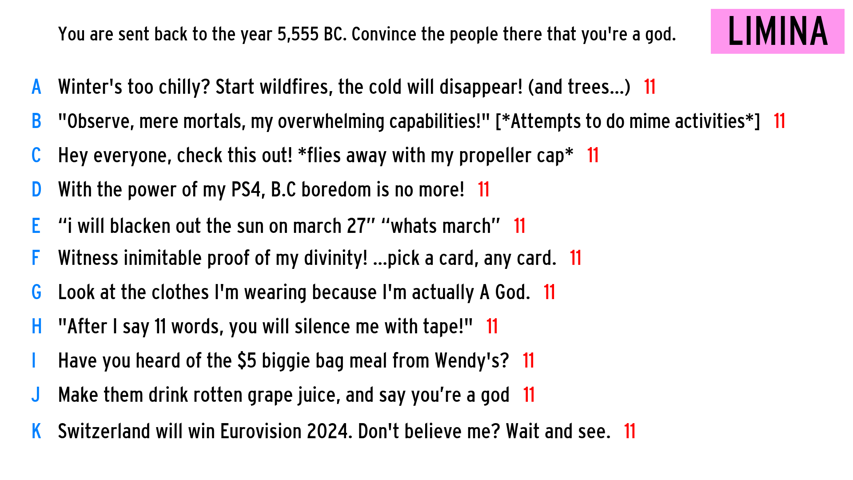 You are sent back to the year 5,555 BC. Convince the people there that you're a god.
LIMINA
A Winter's too chilly? Start wildfires, the cold will disappear! (and trees...) 11
B "Observe, mere mortals, my overwhelming capabilities!" [*Attempts to do mime activities*] 11
C Hey everyone, check this out! *flies away with my propeller cap* 11
D With the power of my PS4, B.C boredom is no more! 11
E “i will blacken out the sun on march 27” “whats march” 11
F Witness inimitable proof of my divinity! ...pick a card, any card. 11
G Look at the clothes I'm wearing because I'm actually A God. 11
H "After I say 11 words, you will silence me with tape!" 11
I Have you heard of the $5 biggie bag meal from Wendy's? 11
J Make them drink rotten grape juice, and say you’re a god 11
K Switzerland will win Eurovision 2024. Don't believe me? Wait and see. 11